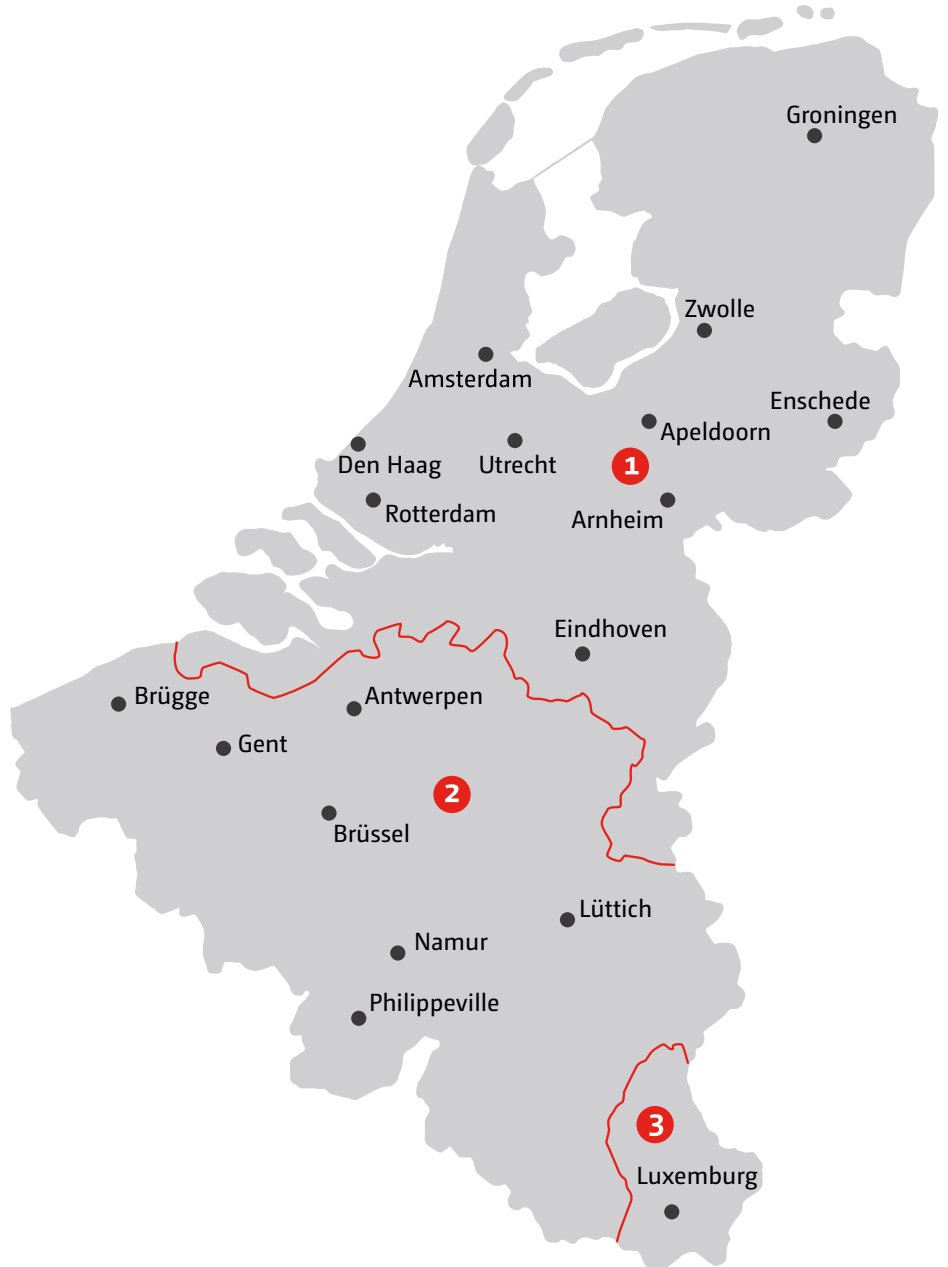 Groningen
Zwolle
Amsterdam
Enschede
Apeldoorn
Den Haag
Utrecht
1
Rotterdam
Arnheim
Eindhoven
Brügge
Antwerpen
Gent
2
Brüssel
Lüttich
Namur
Philippeville
3
Luxemburg